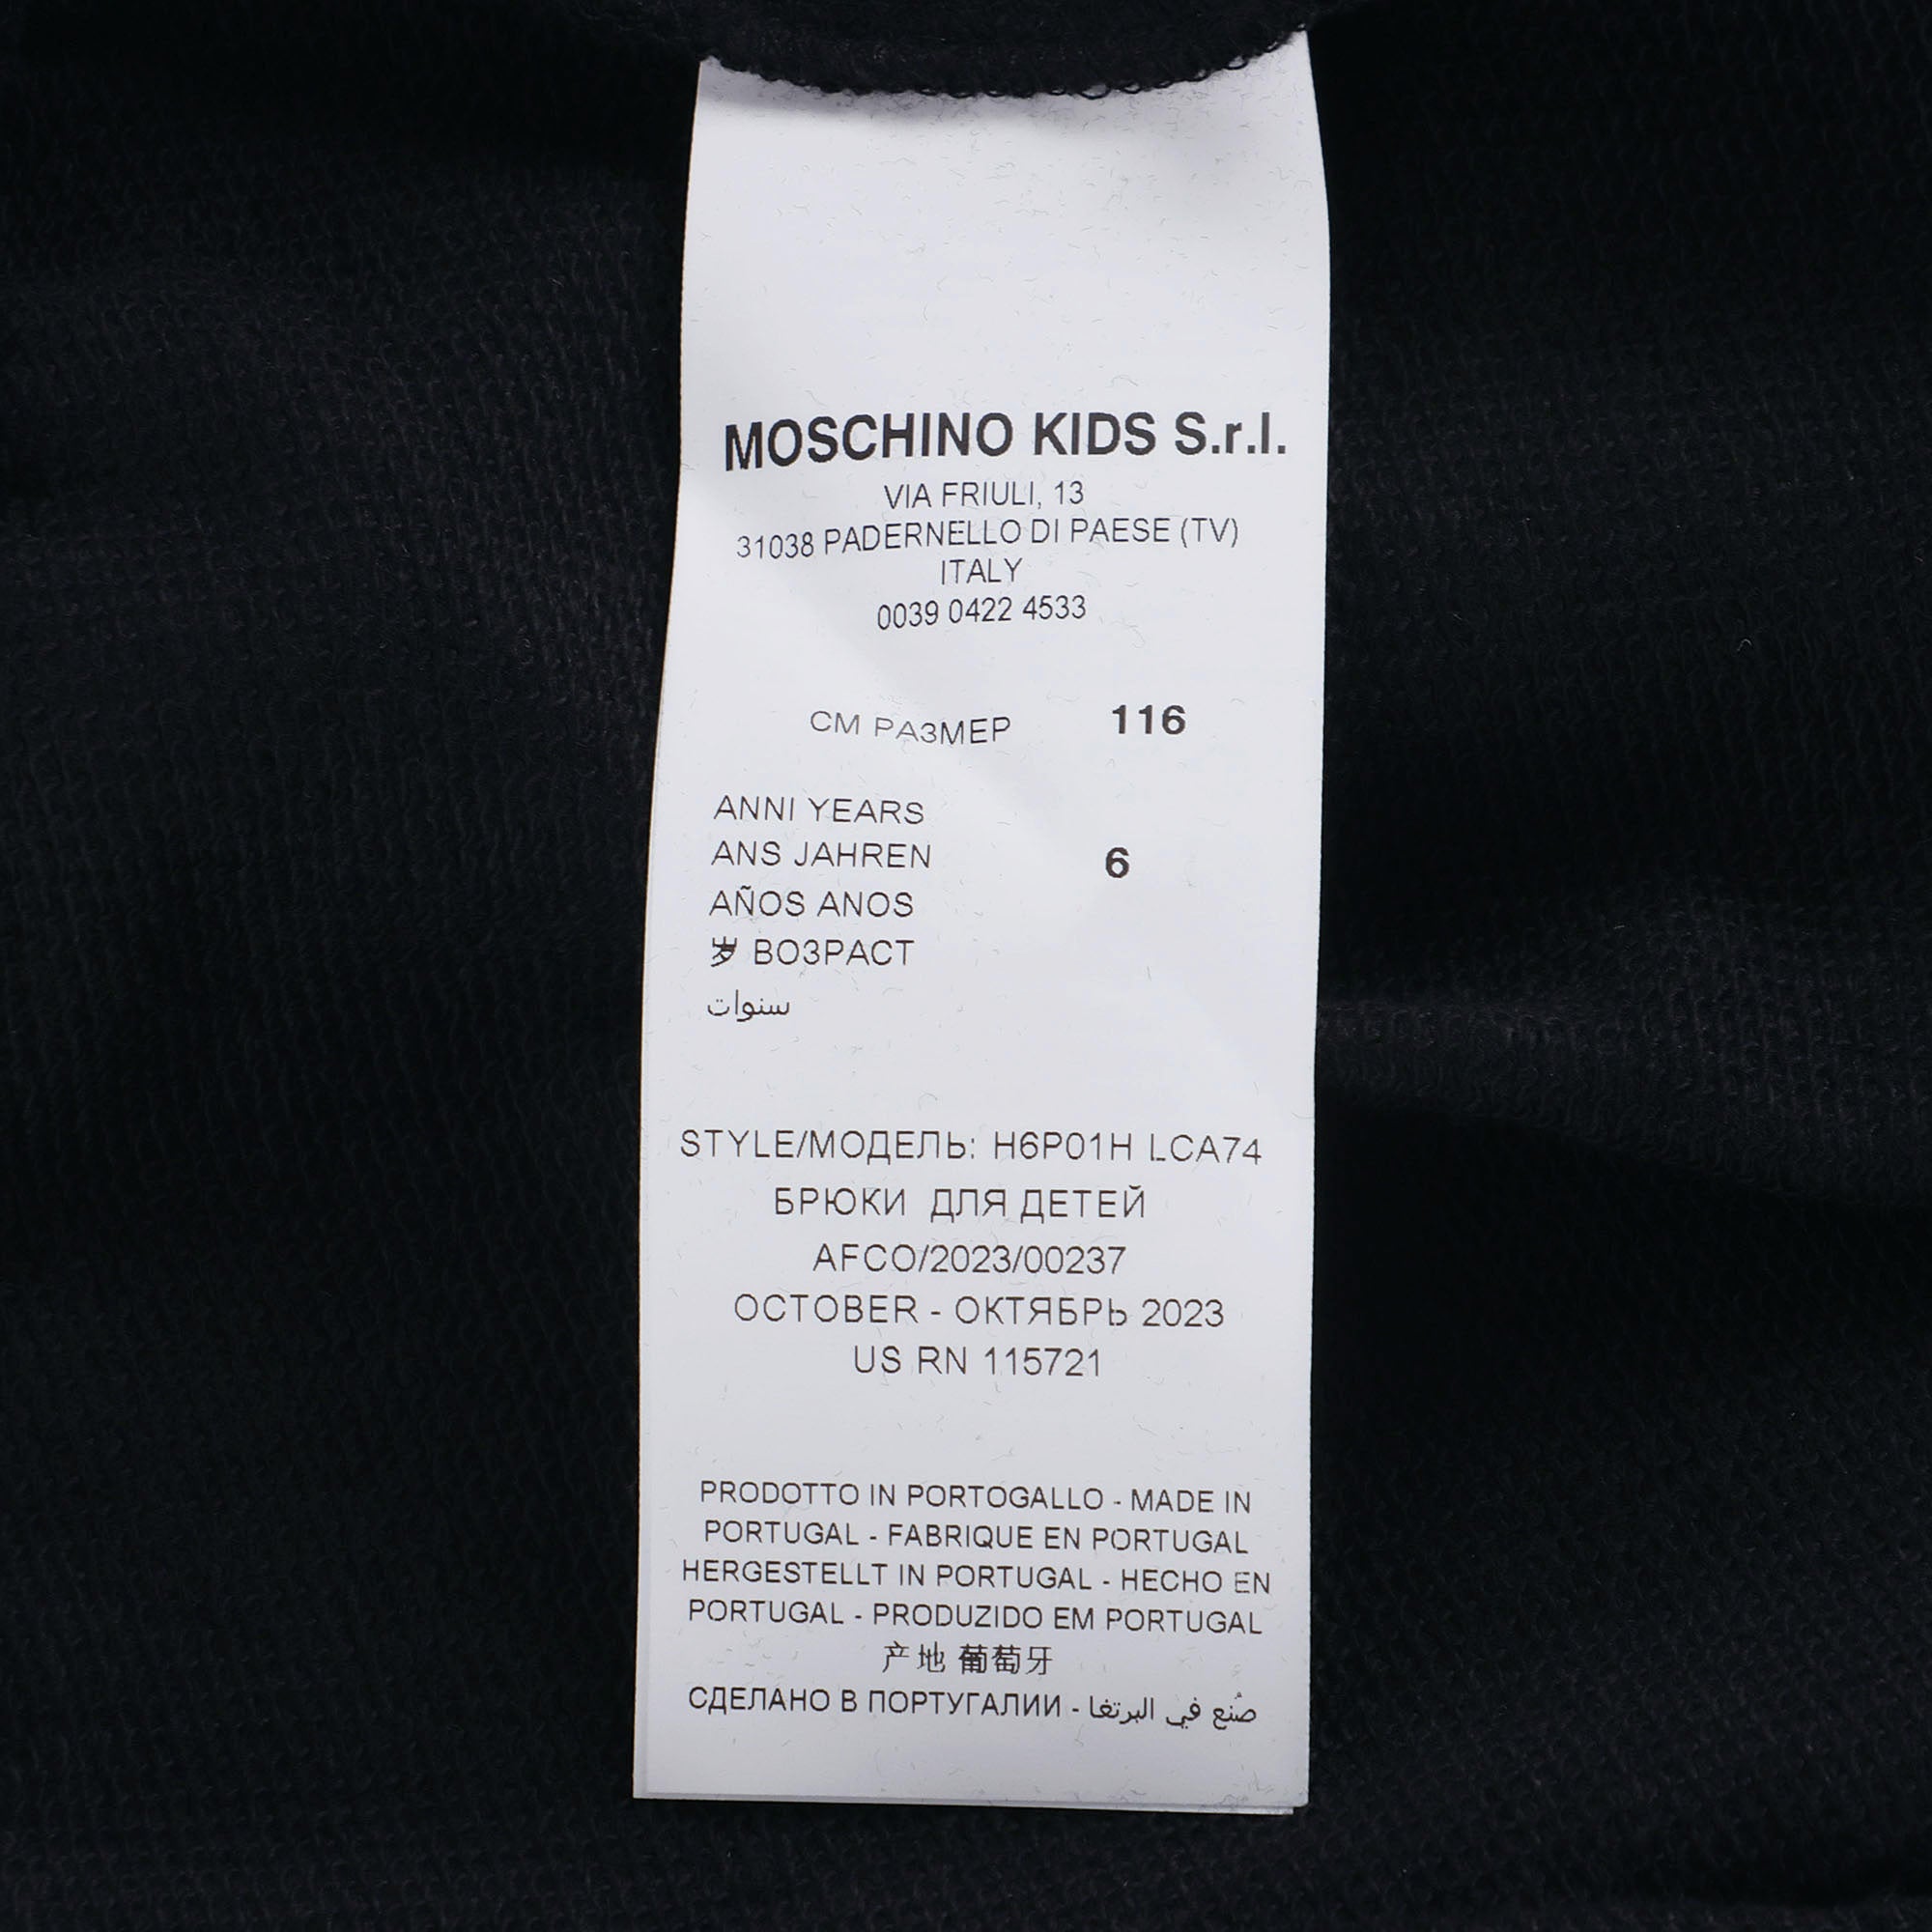 MOSCHINO KIDS S.r.l.
VIA FRIULI, 13
31038 PADERNELLO DI PAESE (TV)
ITALY
0039 0422 4533
СМ РАЗМЕР 116
ANNI YEARS
ANS JAHREN 6
AÑOS ANOS
岁 ВОЗРАСТ
سنوات
STYLE/МОДЕЛЬ: H6P01H LCA74
БРЮКИ ДЛЯ ДЕТЕЙ
AFCO/2023/00237
OCTOBER - ОКТЯБРЬ 2023
US RN 115721
PRODOTTO IN PORTOGALLO - MADE IN
PORTUGAL - FABRIQUE EN PORTUGAL
HERGESTELLT IN PORTUGAL - HECHO EN
PORTUGAL - PRODUZIDO EM PORTUGAL
产地 葡萄牙
СДЕЛАНО В ПОРТУГАЛИИ - صُنع في البرتغا